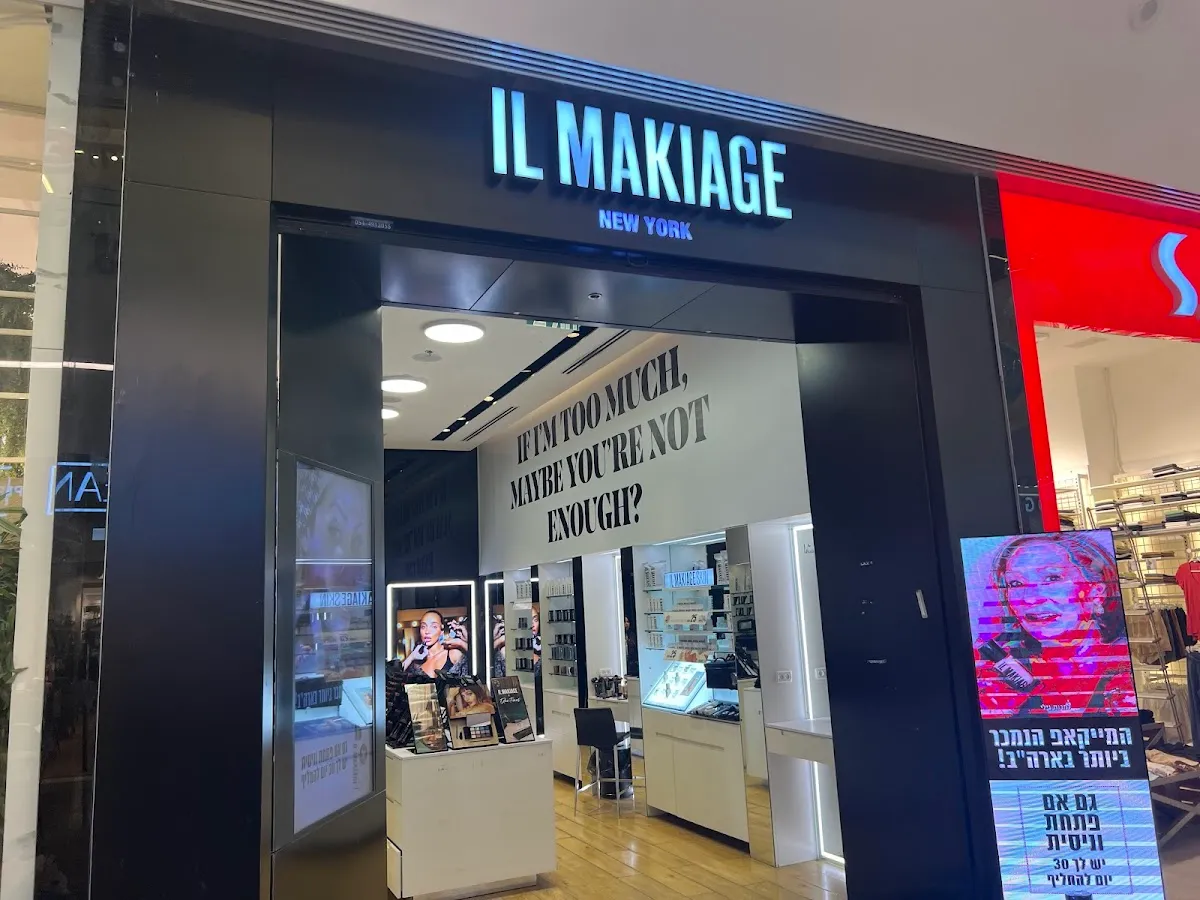 IL MAKIAGE
NEW YORK
IF I'M TOO MUCH,
MAYBE YOU'RE NOT
ENOUGH?
IL MAKIAGE
המייקאפ הנמכר
ביותר בארה״ב!
גם אם
פתחת
וניסית
יש לך 30
יום להחליף